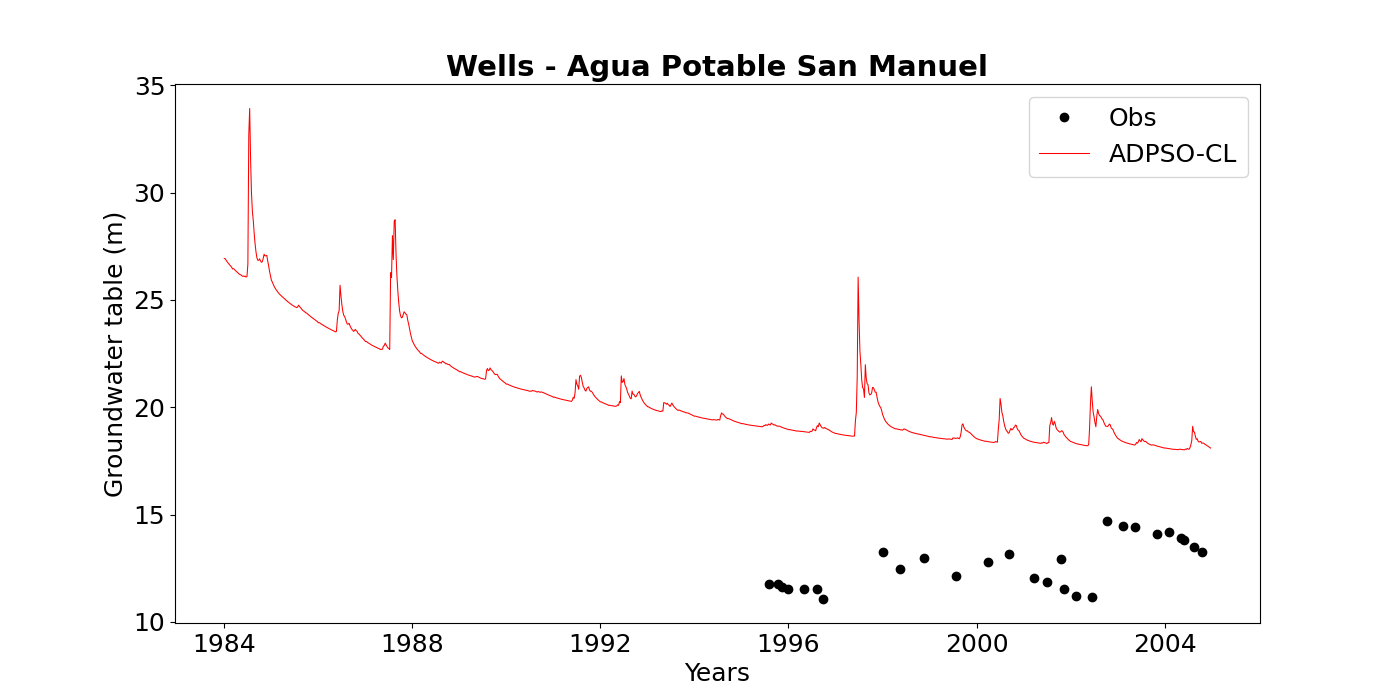 Wells - Agua Potable San Manuel
Obs
ADPSO-CL
Groundwater table (m)
35
30
25
20
15
10
1984
1988
1992
1996
2000
2004
Years